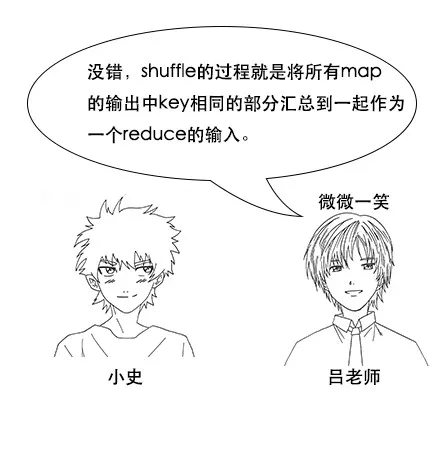 没错，shuffle的过程就是将所有map
的输出中key相同的部分汇总到一起作为
一个reduce的输入。
微微一笑
小史
吕老师